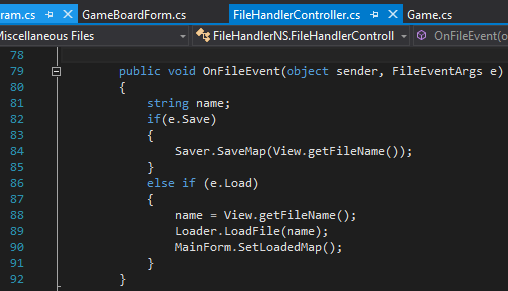 ram.cs GameBoardForm.cs FileHandlerController.cs Game.cs
Miscellaneous Files FileHandlerNS.FileHandlerControll OnFileEvent(o
78
79 public void OnFileEvent(object sender, FileEventArgs e)
80 {
81 string name;
82 if(e.Save)
83 {
84 Saver.SaveMap(View.getFileName());
85 }
86 else if (e.Load)
87 {
88 name = View.getFileName();
89 Loader.LoadFile(name);
90 MainForm.SetLoadedMap();
91 }
92 }